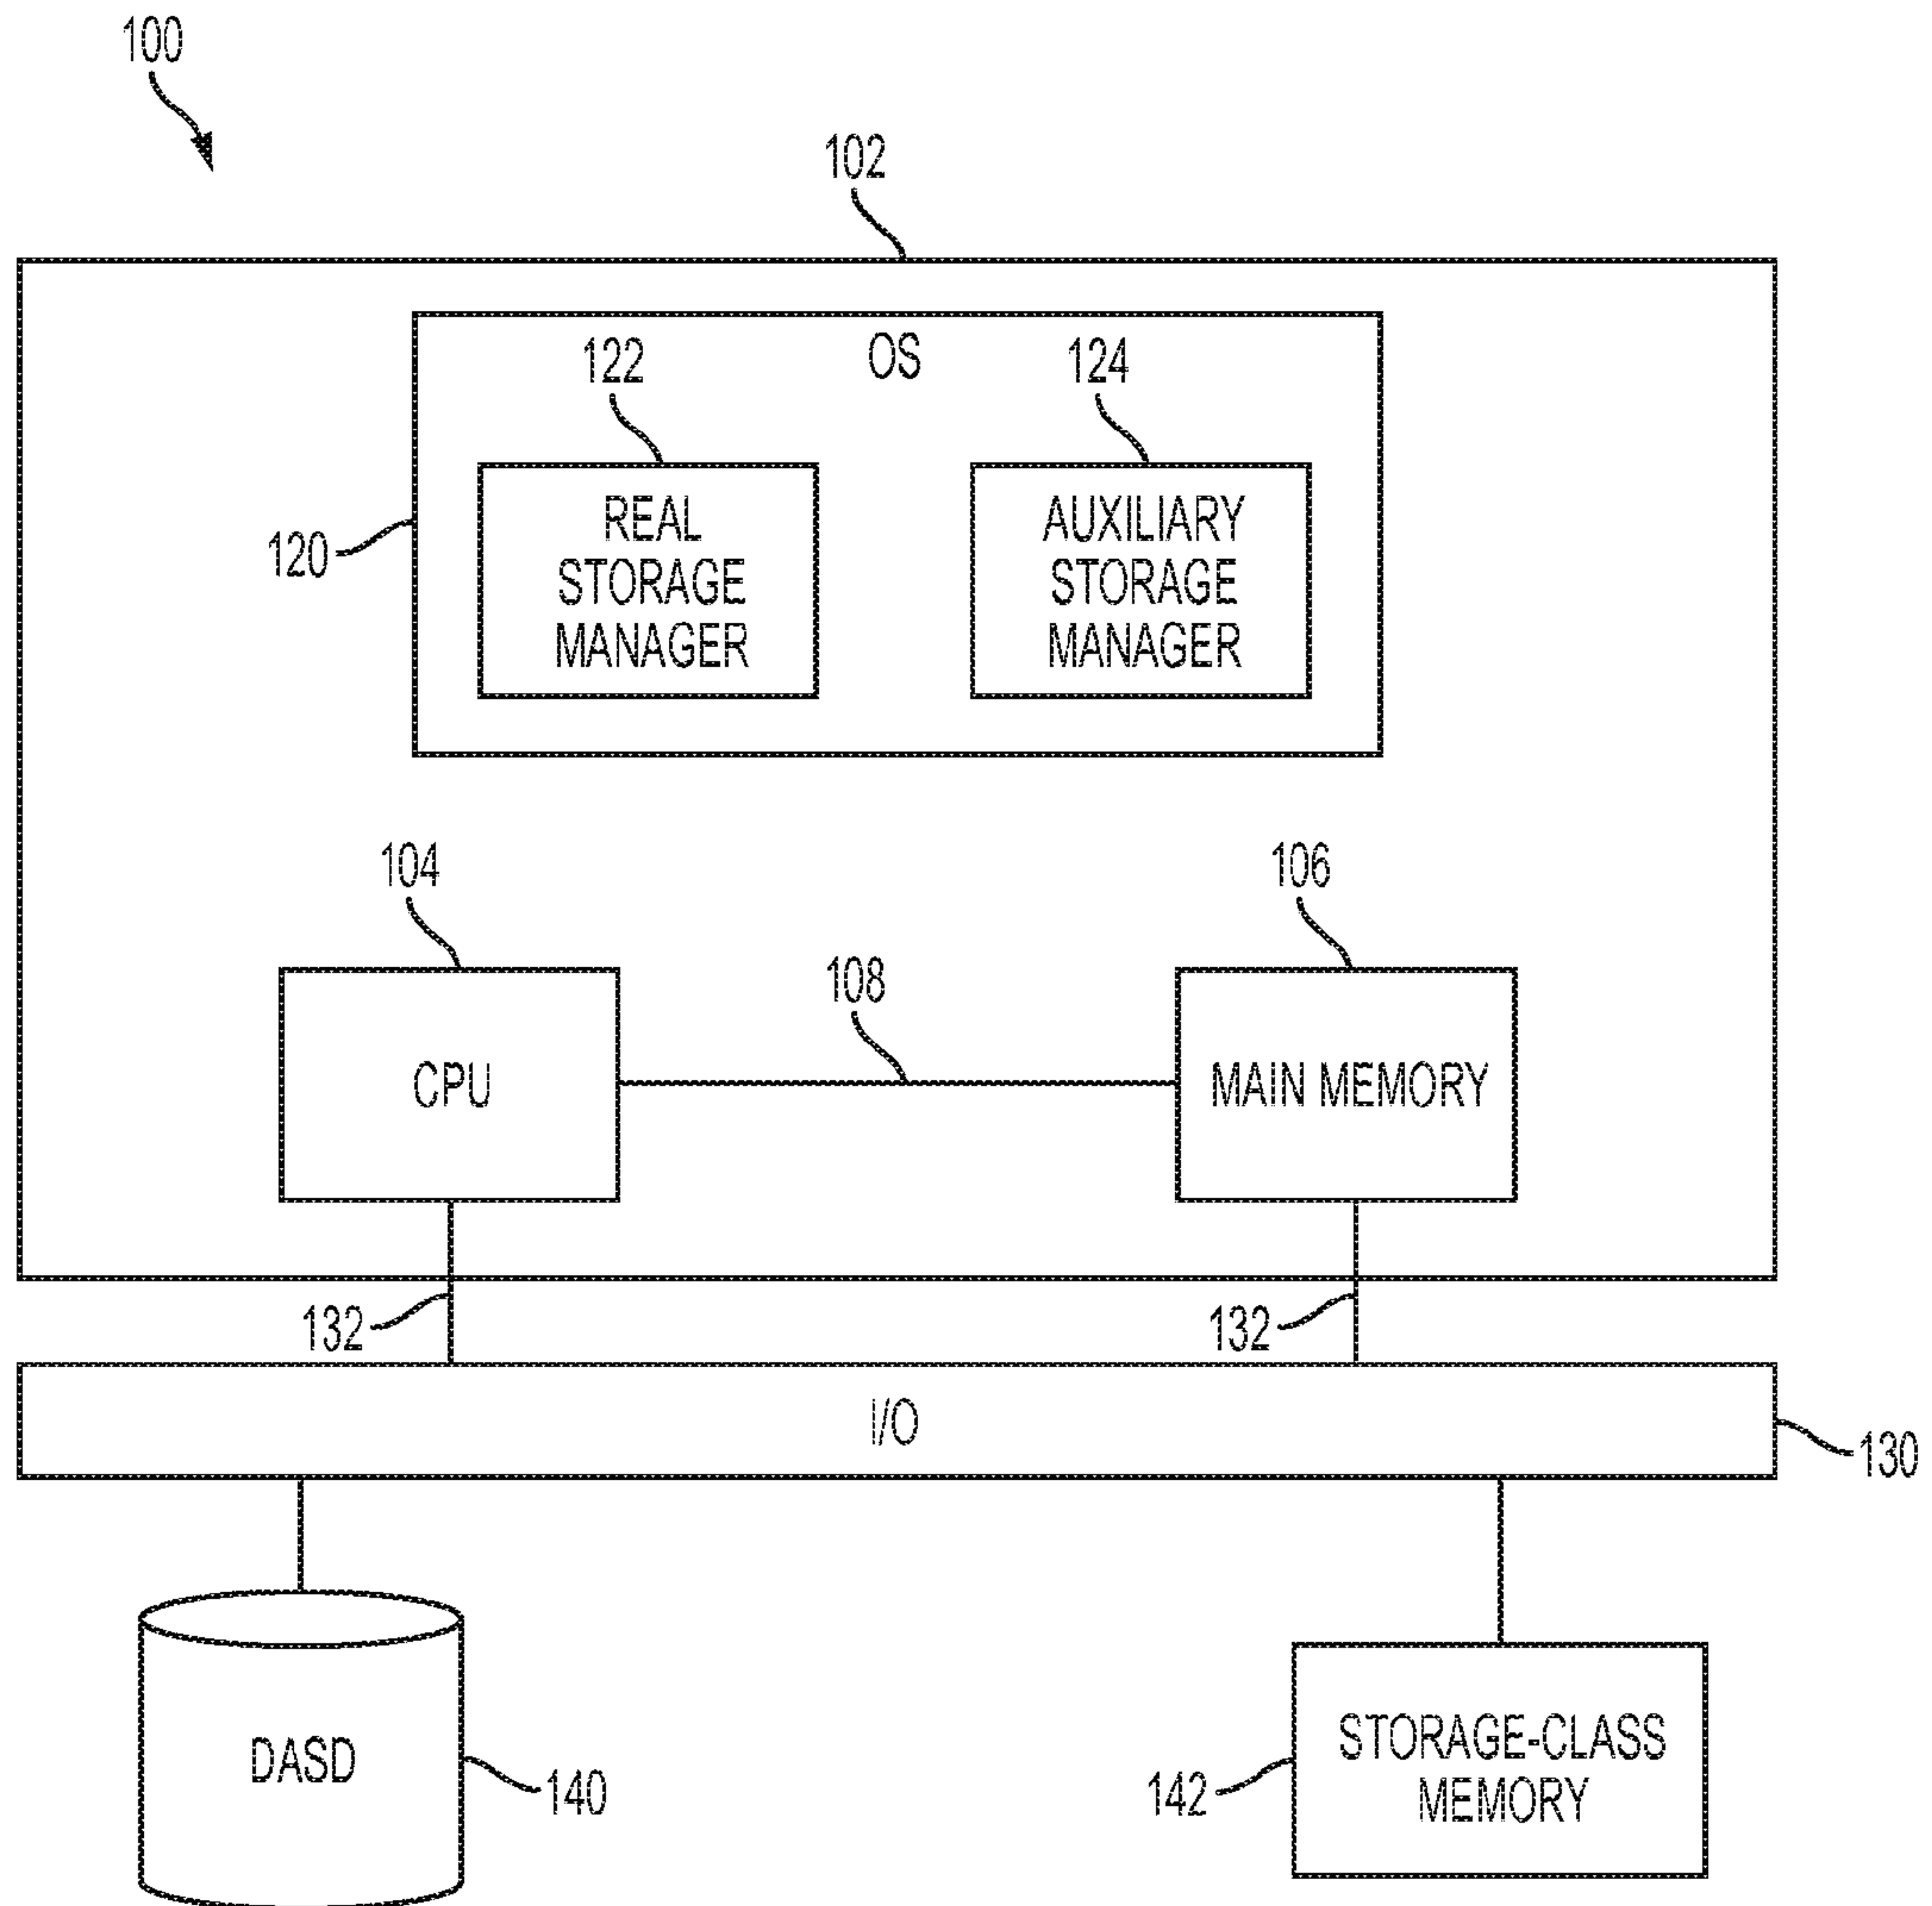 100
102
OS
122
124
REAL
STORAGE
MANAGER
AUXILIARY
STORAGE
MANAGER
120
104
106
108
CPU
MAIN MEMORY
132
132
I/O
130
DASD
140
STORAGE-CLASS
MEMORY
142